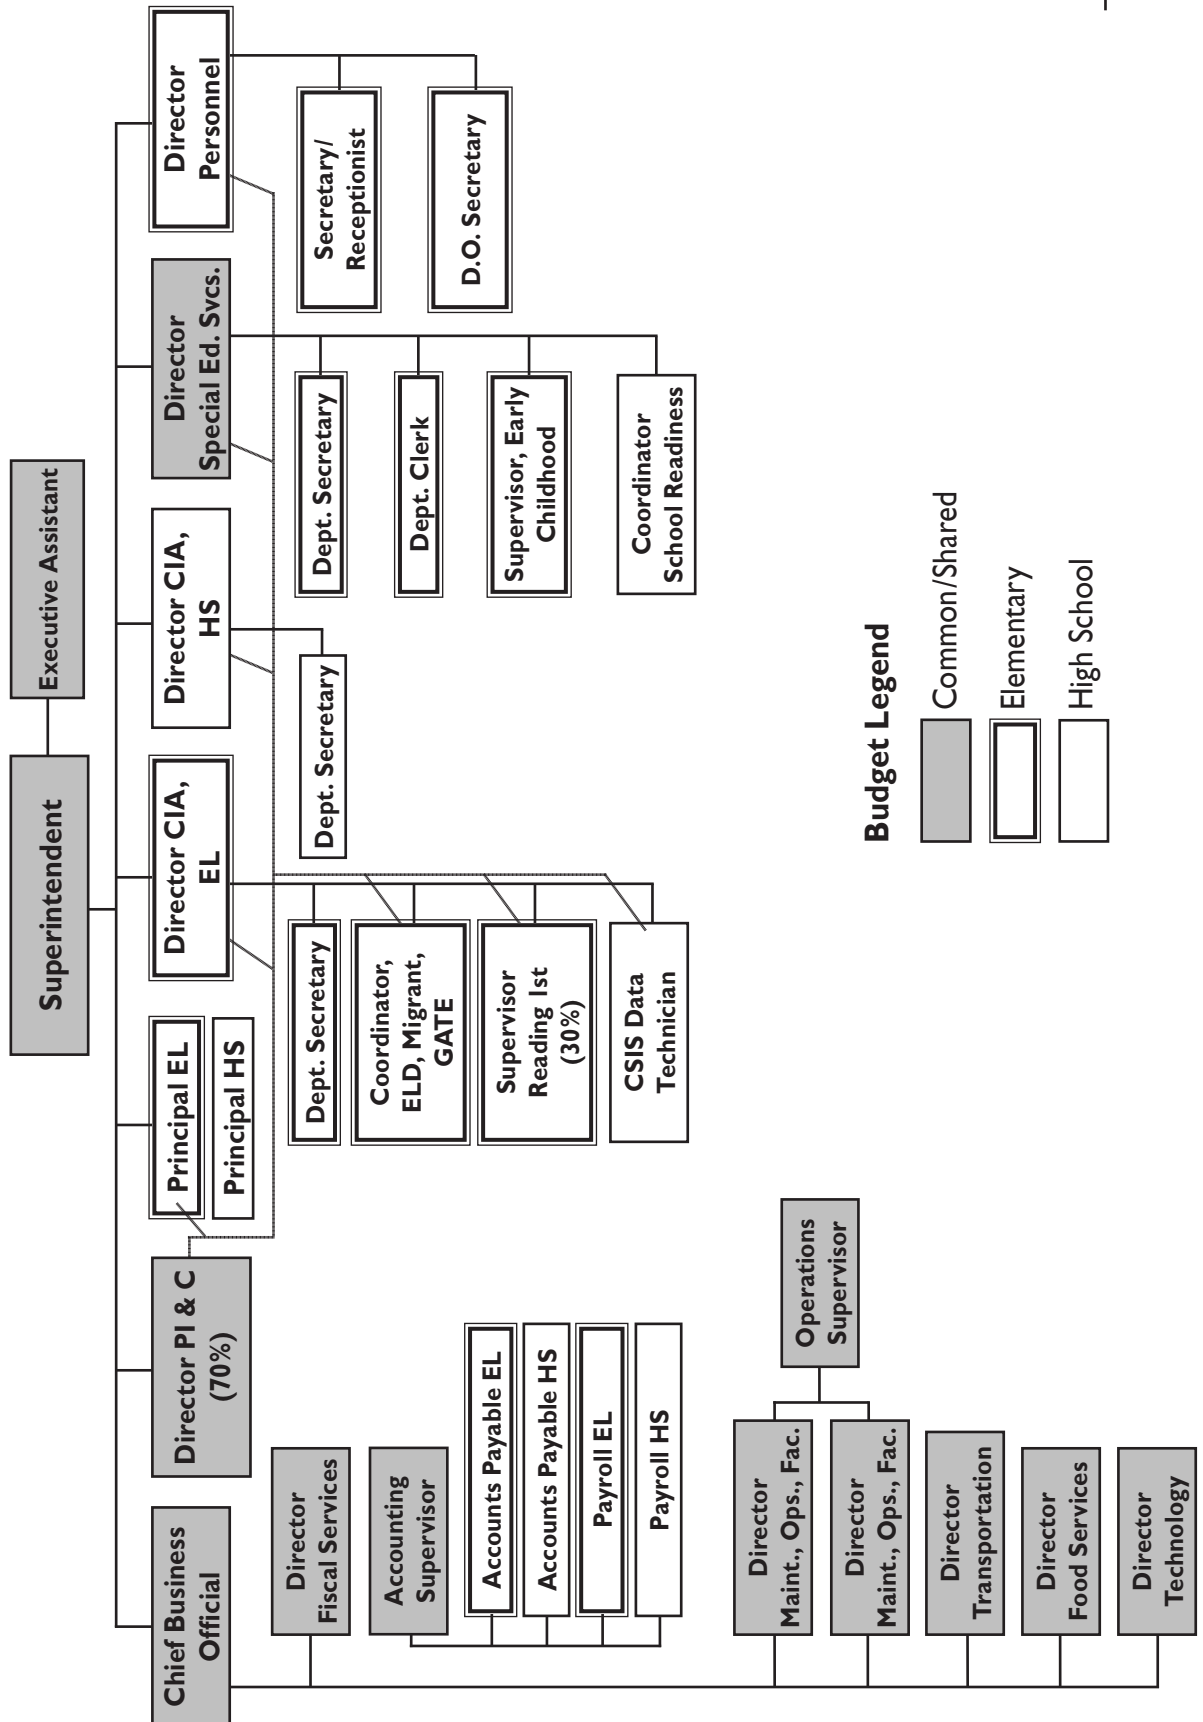 Superintendent
Executive Assistant
Chief Business
Official
Director PI & C
(70%)
Principal EL
Principal HS
Director CIA,
EL
Director CIA,
HS
Director
Special Ed. Svcs.
Director
Personnel
Director
Fiscal Services
Accounting
Supervisor
Accounts Payable EL
Accounts Payable HS
Payroll EL
Payroll HS
Director
Maint., Ops., Fac.
Director
Maint., Ops., Fac.
Operations
Supervisor
Director
Transportation
Director
Food Services
Director
Technology
Dept. Secretary
Coordinator,
ELD, Migrant,
GATE
Supervisor
Reading 1st
(30%)
CSIS Data
Technician
Dept. Secretary
Dept. Secretary
Dept. Clerk
Supervisor, Early
Childhood
Coordinator
School Readiness
Secretary/
Receptionist
D.O. Secretary
Budget Legend
Common/Shared
Elementary
High School